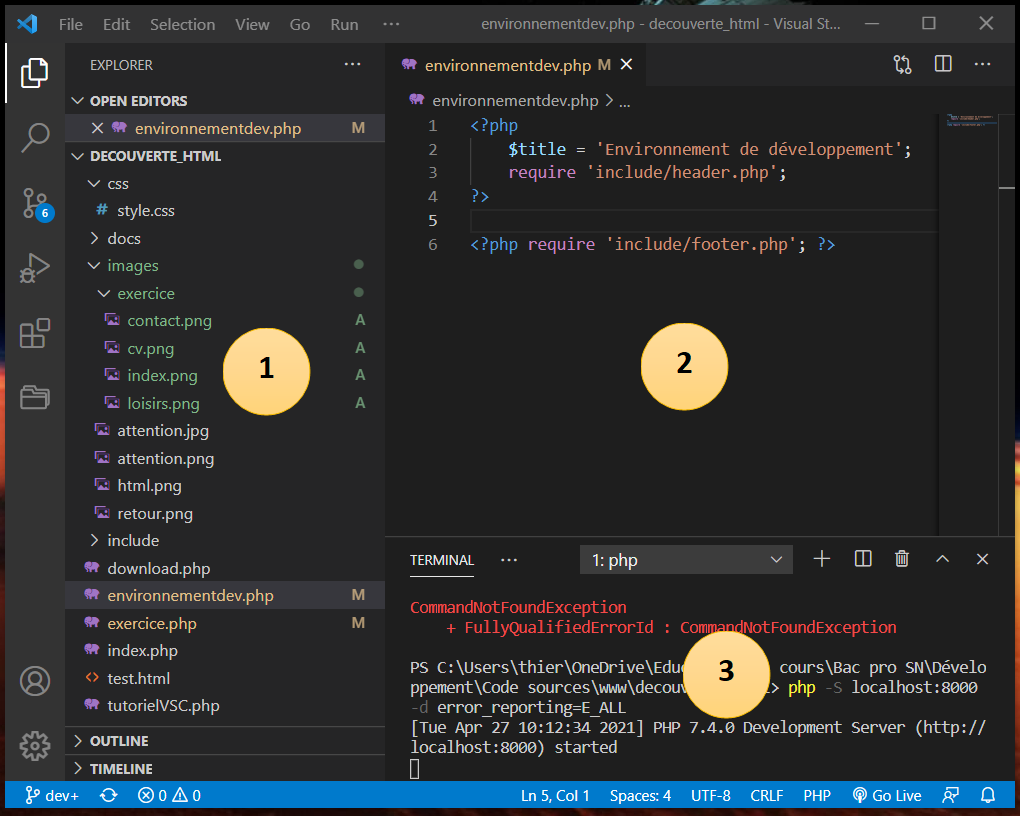 File Edit Selection View Go Run ··· environnementdev.php - decouverte_html - Visual St...
EXPLORER ···
OPEN EDITORS
environnementdev.php M
DECOUVERTE_HTML
css
# style.css
docs
images
exercice
contact.png A
cv.png A
index.png A
loisirs.png A
attention.jpg
attention.png
html.png
retour.png
include
download.php
environnementdev.php M
exercice.php M
index.php
<> test.html
tutorielVSC.php
OUTLINE
TIMELINE
6
1
environnementdev.php M
environnementdev.php > ...
1 <?php
2 $title = 'Environnement de développement';
3 require 'include/header.php';
4 ?>
5
6 <?php require 'include/footer.php'; ?>
2
TERMINAL ··· 1: php
CommandNotFoundException
+ FullyQualifiedErrorId : CommandNotFoundException
3
PS C:\Users\thier\OneDrive\Edu cours\Bac pro SN\Dévelo
ppement\Code sources\www\decou > php -S localhost:8000
-d error_reporting=E_ALL
[Tue Apr 27 10:12:34 2021] PHP 7.4.0 Development Server (http://
localhost:8000) started
dev+ 0 0 Ln 5, Col 1 Spaces: 4 UTF-8 CRLF PHP Go Live